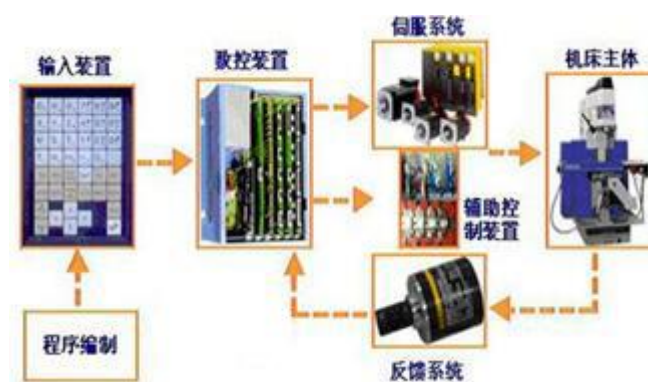 伺服系统
输入装置
数控装置
机床主体
辅助控
制装置
程序编制
反馈系统